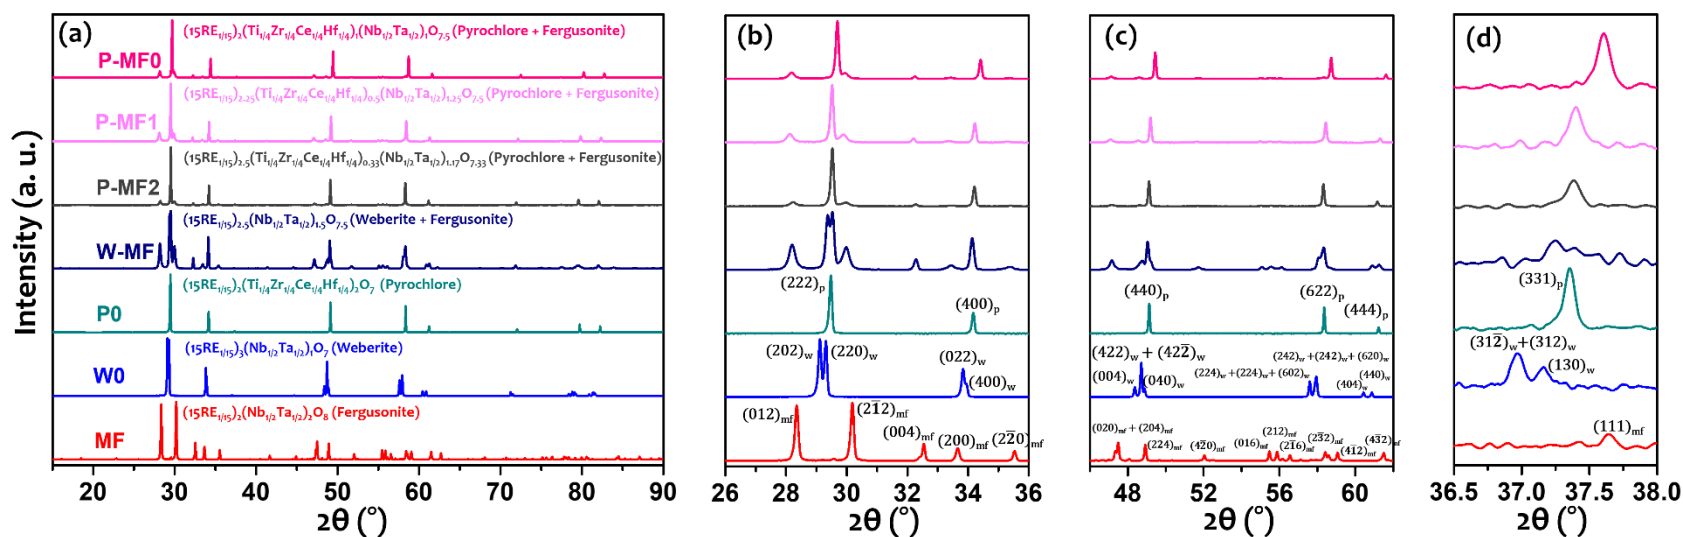 Intensity (a. u.)
(a)
(15RE1/15)2(Ti1/4Zr1/4Ce1/4Hf1/4)1(Nb1/2Ta1/2)1O7.5 (Pyrochlore + Fergusonite)
P-MF0
(15RE1/15)2.25(Ti1/4Zr1/4Ce1/4Hf1/4)0.5(Nb1/2Ta1/2)1.25O7.5 (Pyrochlore + Fergusonite)
P-MF1
(15RE1/15)2.5(Ti1/4Zr1/4Ce1/4Hf1/4)0.33(Nb1/2Ta1/2)1.17O7.33 (Pyrochlore + Fergusonite)
P-MF2
(15RE1/15)2.5(Nb1/2Ta1/2)1.5O7.5 (Weberite + Fergusonite)
W-MF
(15RE1/15)2(Ti1/4Zr1/4Ce1/4Hf1/4)2O7 (Pyrochlore)
P0
(15RE1/15)3(Nb1/2Ta1/2)1O7 (Weberite)
W0
(15RE1/15)2(Nb1/2Ta1/2)2O8 (Fergusonite)
MF
20 30 40 50 60 70 80 90
2θ (°)
(b)
(222)p
(400)p
(202)w (220)w
(022)w
(400)w
(012)mf
(21̄2)mf
(004)mf
(200)mf
(22̄0)mf
26 28 30 32 34 36
2θ (°)
(c)
(440)p
(622)p
(444)p
(422)w + (422̄)w
(004)w (040)w
(242)w + (242)w + (620)w
(224)w + (224)w + (602)w
(404)w
(440)w
(020)mf + (204)mf
(224)mf
(42̄0)mf
(016)mf
(212)mf
(21̄6)mf
(23̄2)mf
(41̄2)mf
(43̄2)mf
48 52 56 60
2θ (°)
(d)
(331)p
(312̄)w + (312)w
(130)w
(111)mf
36.5 37.0 37.5 38.0
2θ (°)